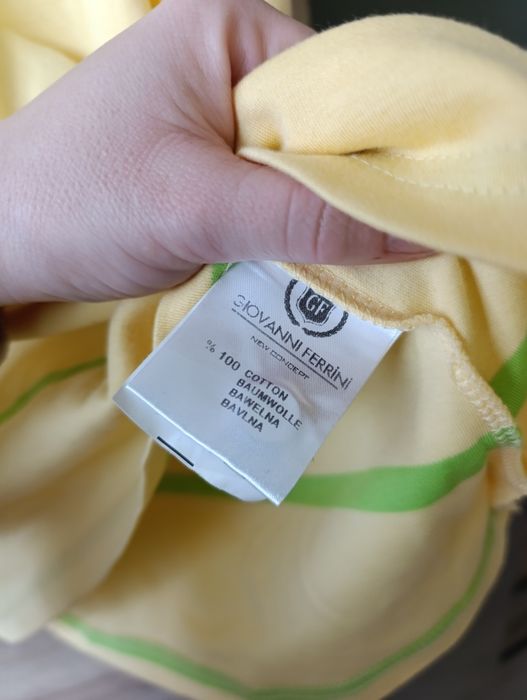 GF
GIOVANNI FERRINI
NEW CONCEPT
% 100 COTTON
BAUMWOLLE
BAWELNA
BAVLNA